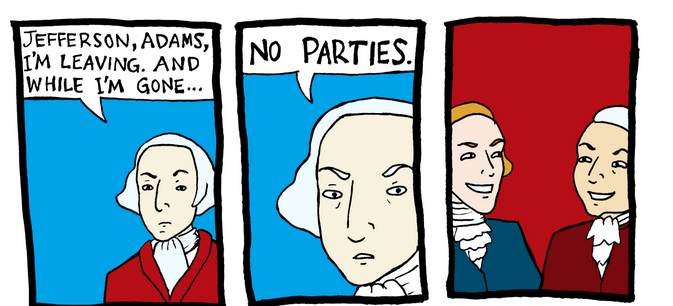 JEFFERSON, ADAMS,
I'M LEAVING. AND
WHILE I'M GONE...
NO PARTIES.